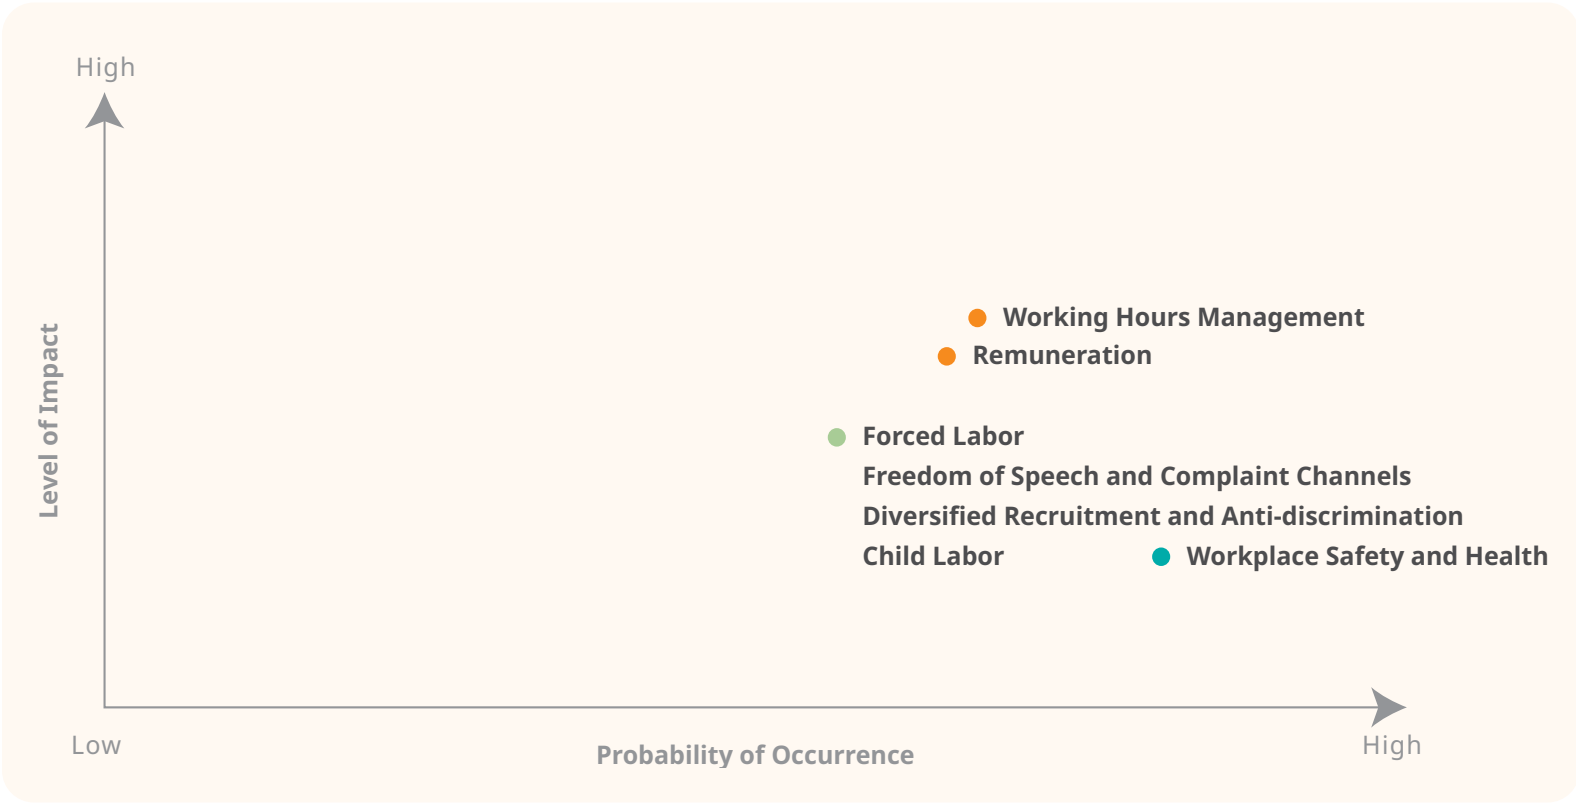 High
Level of Impact
Working Hours Management
Remuneration
Forced Labor
Freedom of Speech and Complaint Channels
Diversified Recruitment and Anti-discrimination
Child Labor
Workplace Safety and Health
Low
Probability of Occurrence
High